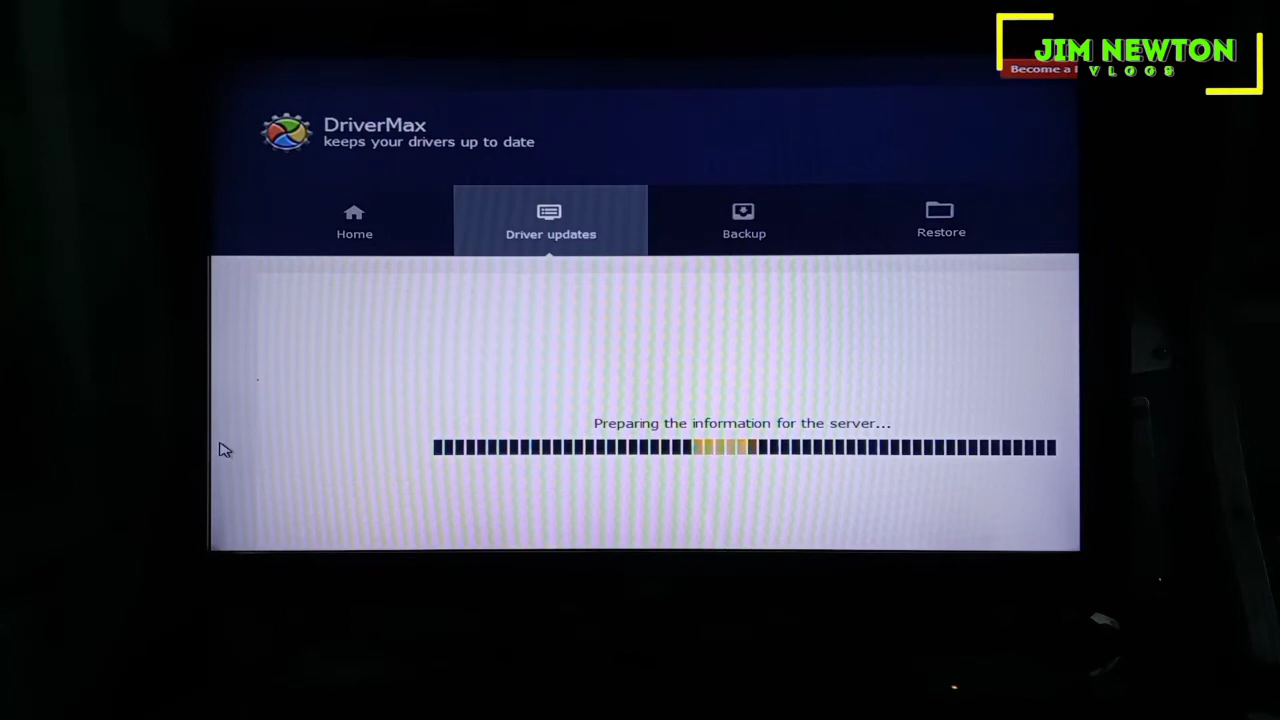 JIM NEWTON
VLOGS
Become a
DriverMax
keeps your drivers up to date
Home
Driver updates
Backup
Restore
Preparing the information for the server...